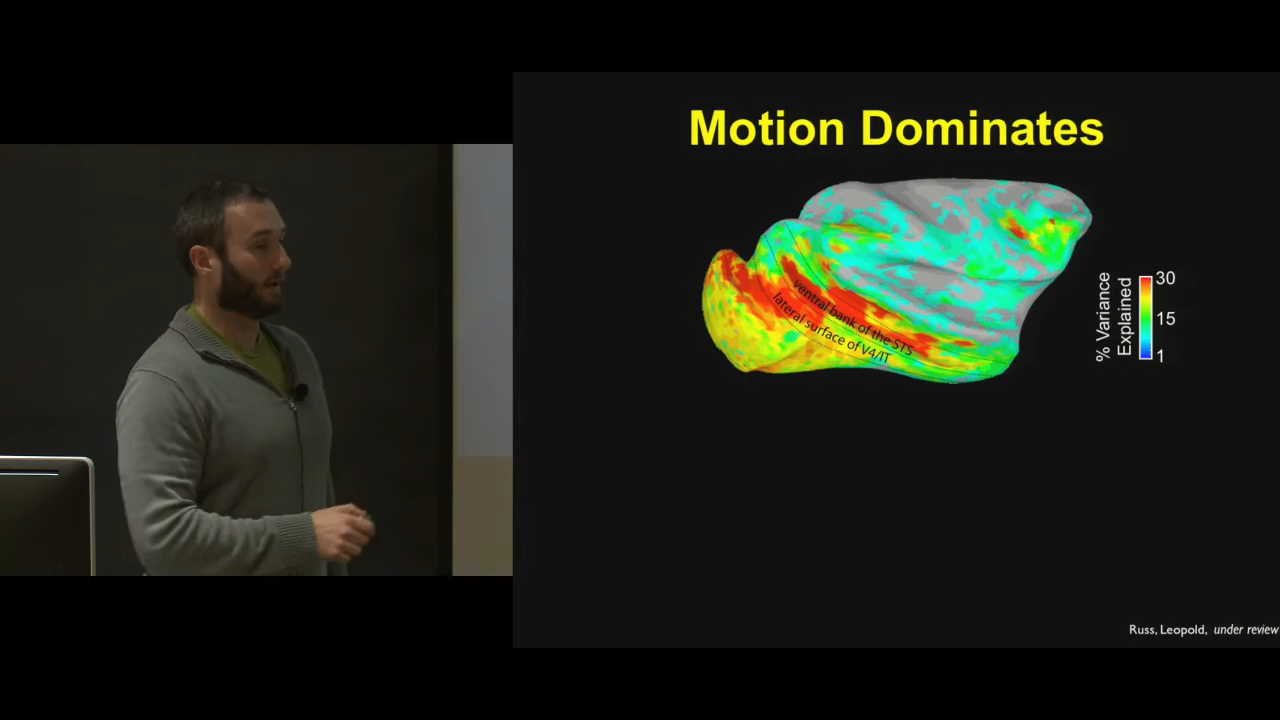 Motion Dominates
ventral bank of the STS
lateral surface of V4/IT
% Variance
Explained
30
15
1
Russ, Leopold, under review